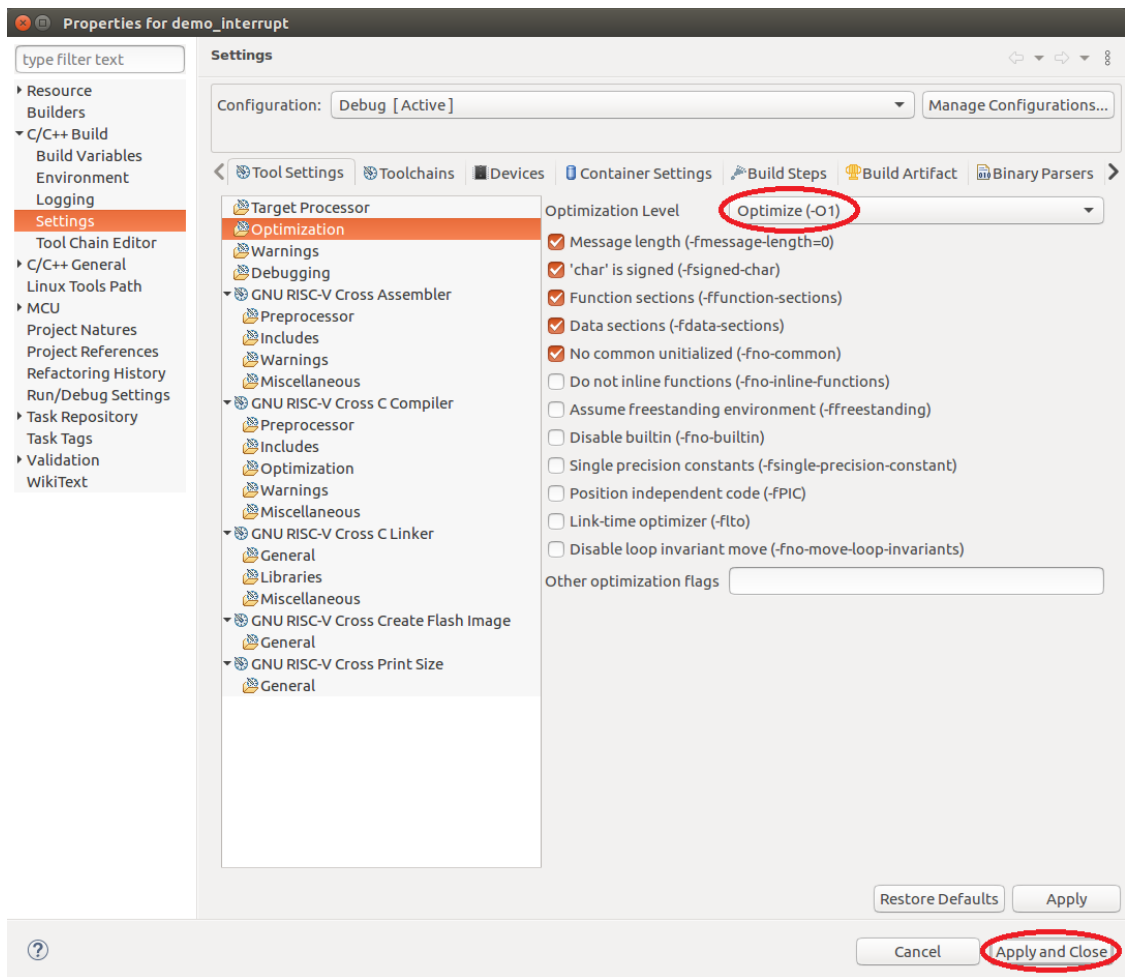 Properties for demo_interrupt
type filter text
Resource
Builders
C/C++ Build
Build Variables
Environment
Logging
Settings
Tool Chain Editor
C/C++ General
Linux Tools Path
MCU
Project Natures
Project References
Refactoring History
Run/Debug Settings
Task Repository
Task Tags
Validation
WikiText
Settings
Configuration: Debug [Active] Manage Configurations...
Tool Settings Toolchains Devices Container Settings Build Steps Build Artifact Binary Parsers
Target Processor
Optimization
Warnings
Debugging
GNU RISC-V Cross Assembler
Preprocessor
Includes
Warnings
Miscellaneous
GNU RISC-V Cross C Compiler
Preprocessor
Includes
Optimization
Warnings
Miscellaneous
GNU RISC-V Cross C Linker
General
Libraries
Miscellaneous
GNU RISC-V Cross Create Flash Image
General
GNU RISC-V Cross Print Size
General
Optimization Level Optimize (-O1)
Message length (-fmessage-length=0)
'char' is signed (-fsigned-char)
Function sections (-ffunction-sections)
Data sections (-fdata-sections)
No common unitialized (-fno-common)
Do not inline functions (-fno-inline-functions)
Assume freestanding environment (-ffreestanding)
Disable builtin (-fno-builtin)
Single precision constants (-fsingle-precision-constant)
Position independent code (-fPIC)
Link-time optimizer (-flto)
Disable loop invariant move (-fno-move-loop-invariants)
Other optimization flags
Restore Defaults Apply
? Cancel Apply and Close